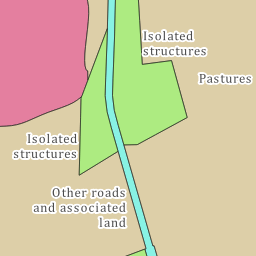 Isolated
structures
Pastures
Isolated
structures
Other roads
and associated
land